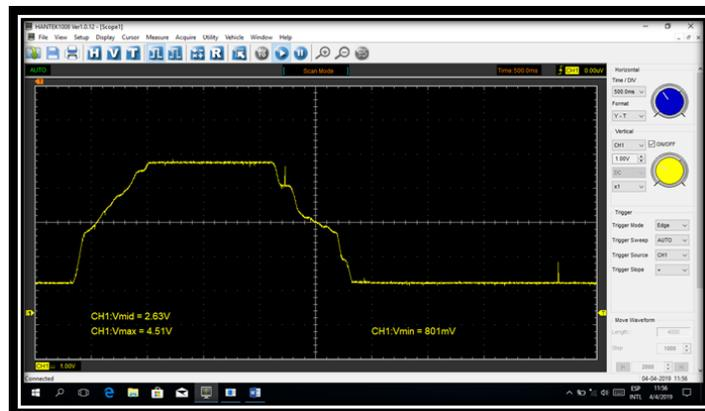 HANTEK1008 Ver1.0.12 - [Scope1]
File View Setup Display Cursor Measure Acquire Utility Vehicle Window Help
H V T R
AUTO
[ Scan Mode ]
Time:500.0ms
CH1 0.00uV
Horizontal
Time / DIV
500.0ms
Format
Y - T
Vertical
CH1 ON/OFF
1.00V
DC
x1
Trigger
Trigger Mode Edge
Trigger Sweep AUTO
Trigger Source CH1
Trigger Slope +
Move Waveform
Length: 4000
Step 1000
2000
CH1:Vmid = 2.63V
CH1:Vmax = 4.51V
CH1:Vmin = 801mV
CH1 1.00V
Connected
04-04-2019 11:56
ESP 11:56
INTL 4/4/2019